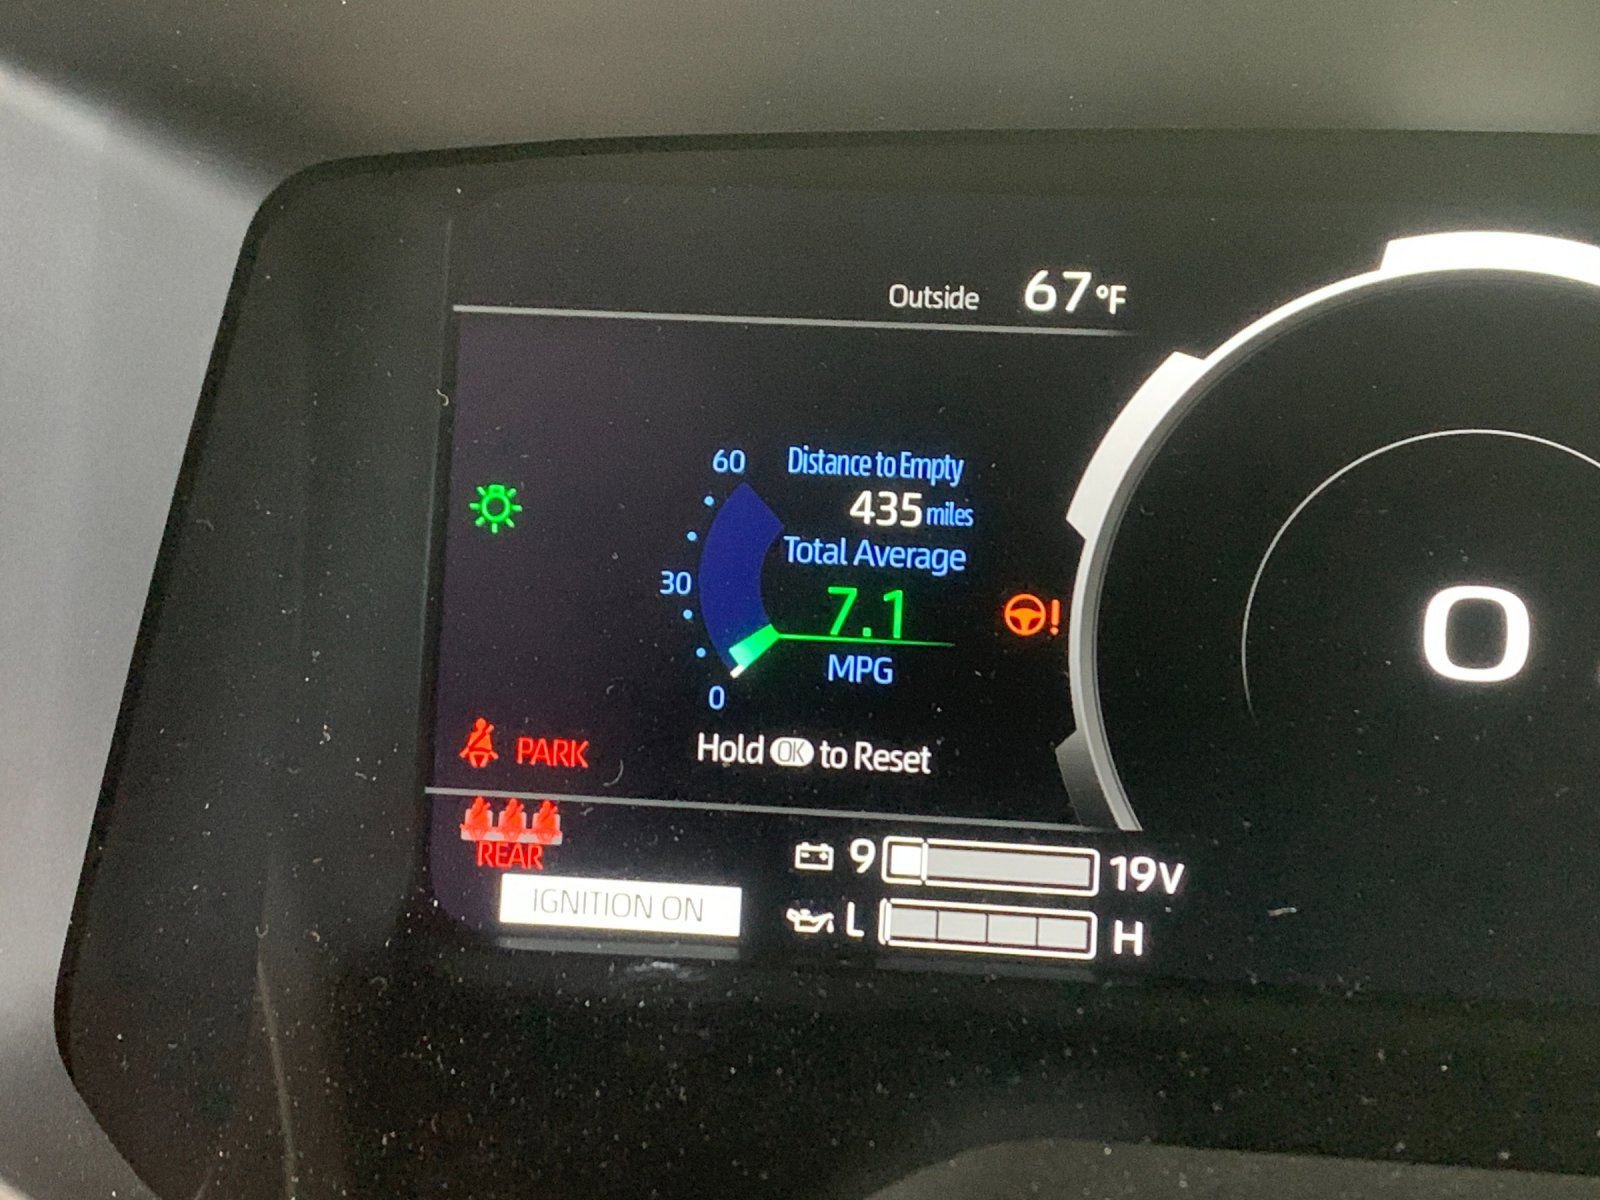 Outside 67°F
60
Distance to Empty
435 miles
Total Average
30
7.1
MPG
0
!
0
PARK
Hold OK to Reset
REAR
9 19V
IGNITION ON
L H